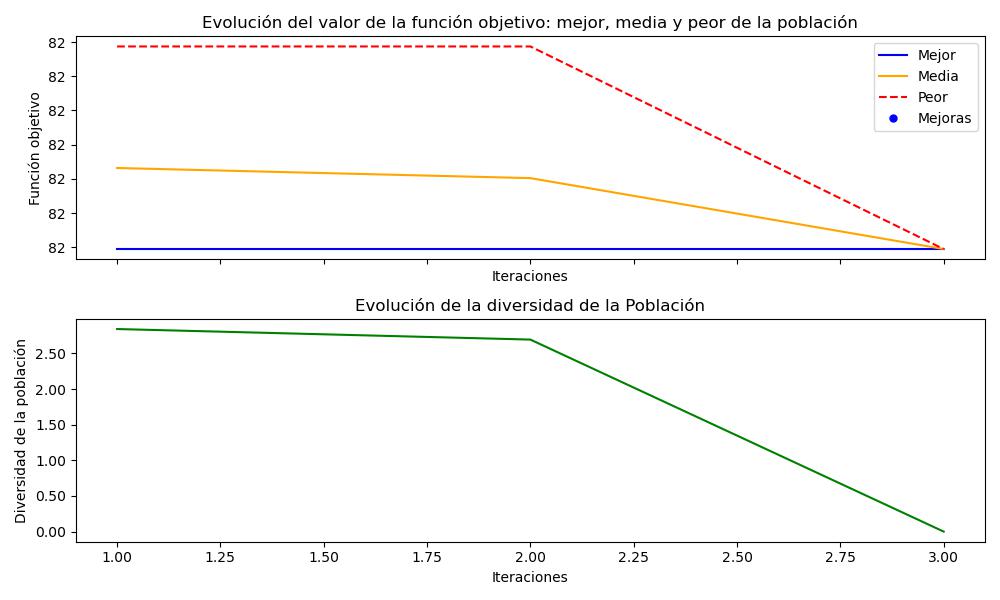 Evolución del valor de la función objetivo: mejor, media y peor de la población
82
82
82
82
82
82
82
Función objetivo
Mejor
Media
Peor
Mejoras
Iteraciones
Evolución de la diversidad de la Población
2.50
2.00
1.50
1.00
0.50
0.00
Diversidad de la población
1.00 1.25 1.50 1.75 2.00 2.25 2.50 2.75 3.00
Iteraciones